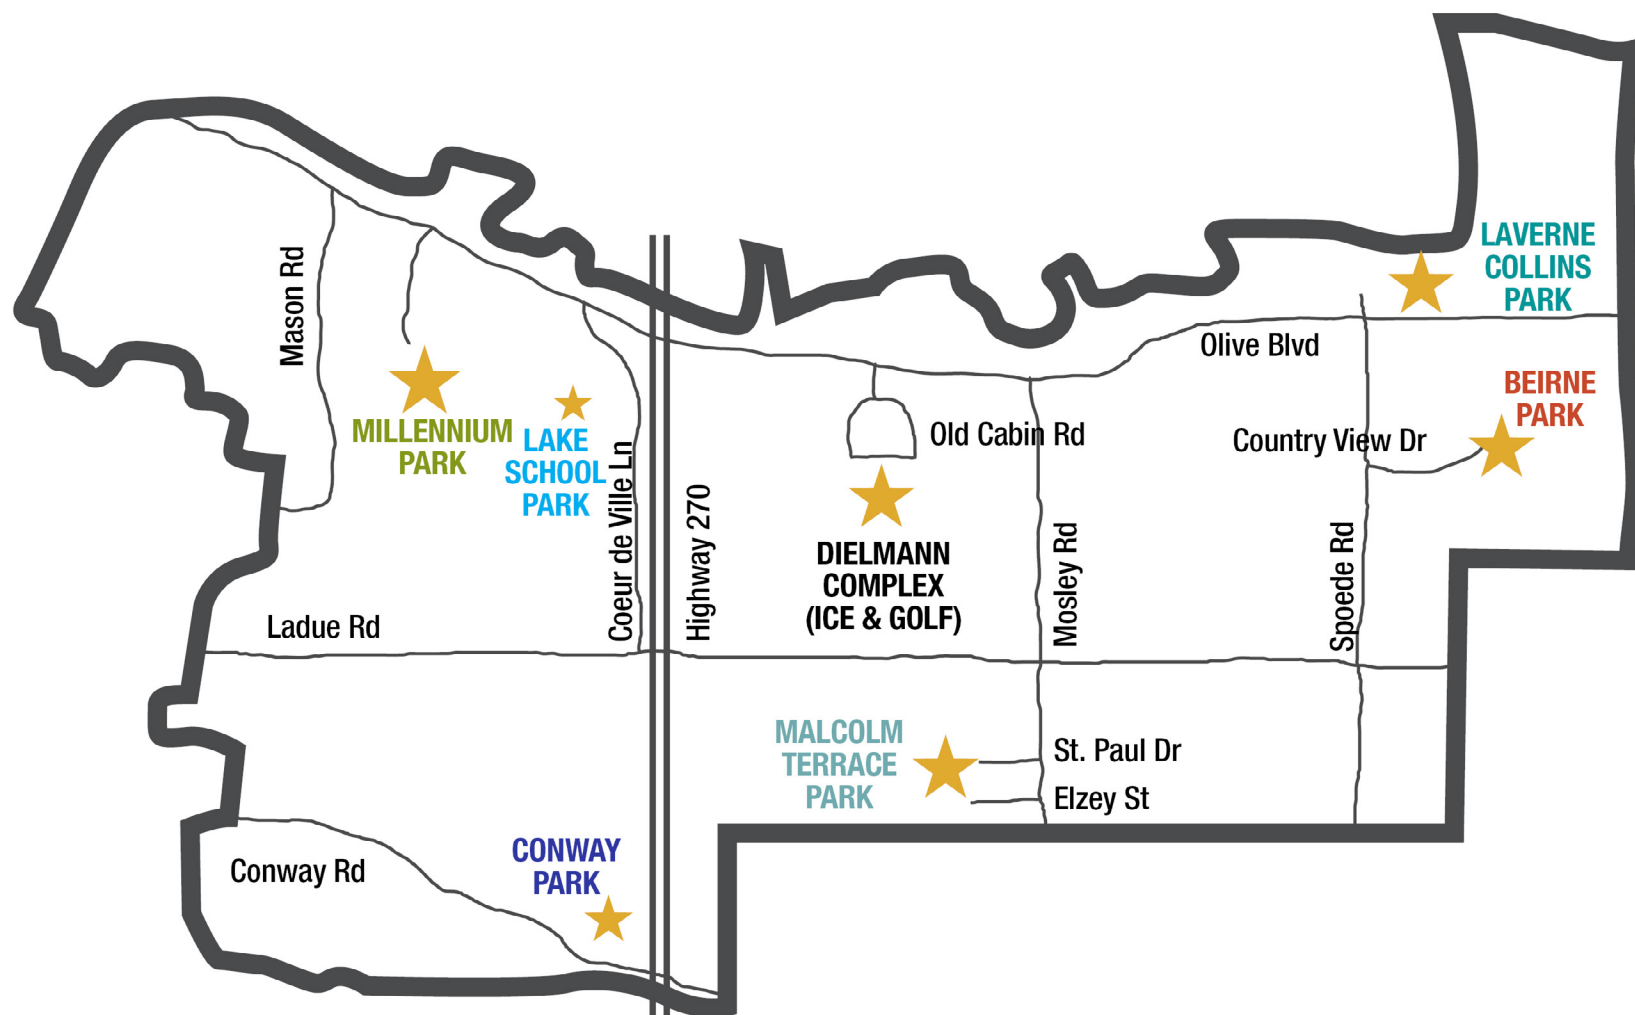 LAVERNE
COLLINS
PARK
Mason Rd
Olive Blvd
BEIRNE
PARK
MILLENNIUM
PARK
LAKE
SCHOOL
PARK
Coeur de Ville Ln
Highway 270
Old Cabin Rd
Country View Dr
DIELMANN
COMPLEX
(ICE & GOLF)
Mosley Rd
Spoede Rd
Ladue Rd
MALCOLM
TERRACE
PARK
St. Paul Dr
Elzey St
CONWAY
PARK
Conway Rd